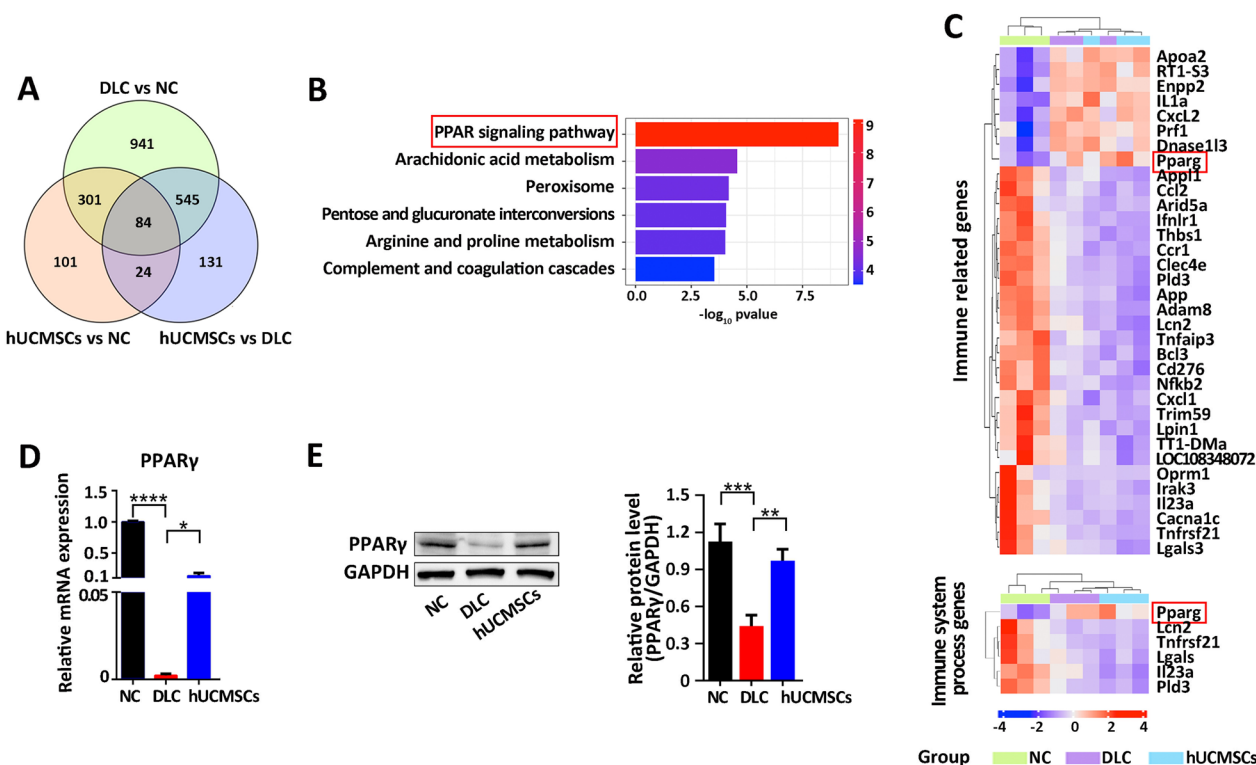 A
DLC vs NC
941
301
545
84
101
24
131
hUCMSCs vs NC
hUCMSCs vs DLC
B
PPAR signaling pathway
Arachidonic acid metabolism
Peroxisome
Pentose and glucuronate interconversions
Arginine and proline metabolism
Complement and coagulation cascades
0.0 2.5 5.0 7.5
-log10 pvalue
9
8
7
6
5
4
C
Immune related genes
Apoa2
RT1-S3
Enpp2
IL1a
CxcL2
Prf1
Dnase1l3
Pparg
Appl1
Ccl2
Arid5a
Ifnlr1
Thbs1
Ccr1
Clec4e
Pld3
App
Adam8
Lcn2
Tnfaip3
Bcl3
Cd276
Nfkb2
Cxcl1
Trim59
Lpin1
TT1-DMa
LOC108348072
Oprm1
Irak3
Il23a
Cacna1c
Tnfrsf21
Lgals3
Immune system
process genes
Pparg
Lcn2
Tnfrsf21
Lgals
Il23a
Pld3
-4 -2 0 2 4
Group NC DLC hUCMSCs
D
PPARγ
Relative mRNA expression
1.5
1.0
0.5
0.1
0.05
0
****
*
NC DLC hUCMSCs
E
PPARγ
GAPDH
NC DLC hUCMSCs
Relative protein level
(PPARγ/GAPDH)
1.5
1.2
0.9
0.6
0.3
0
***
**
NC DLC hUCMSCs